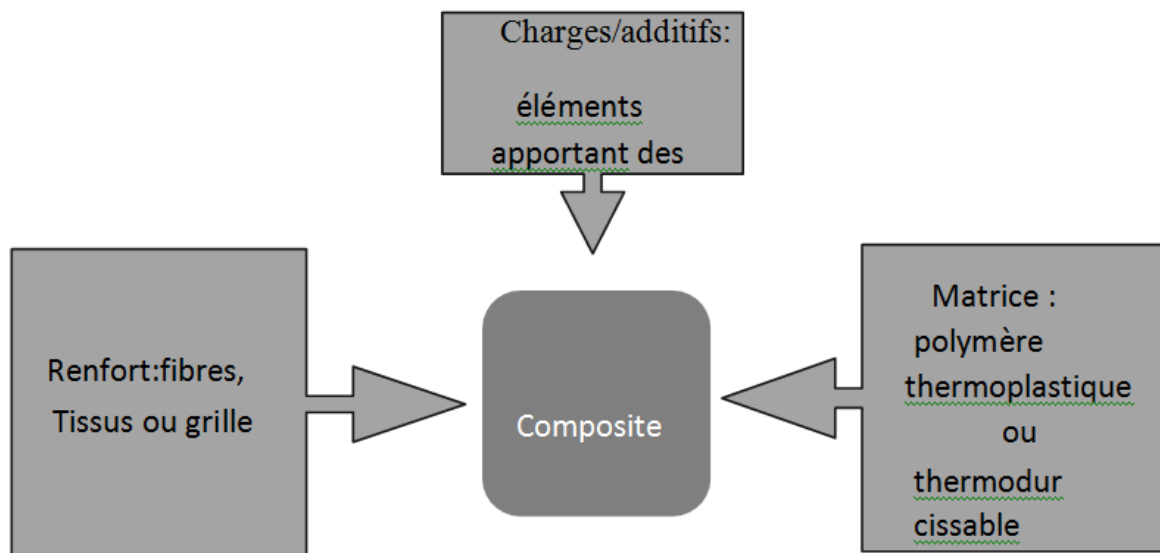 Charges/additifs:
éléments
apportant des
Renfort:fibres,
Tissus ou grille
Composite
Matrice :
polymère
thermoplastique
ou
thermodur
cissable